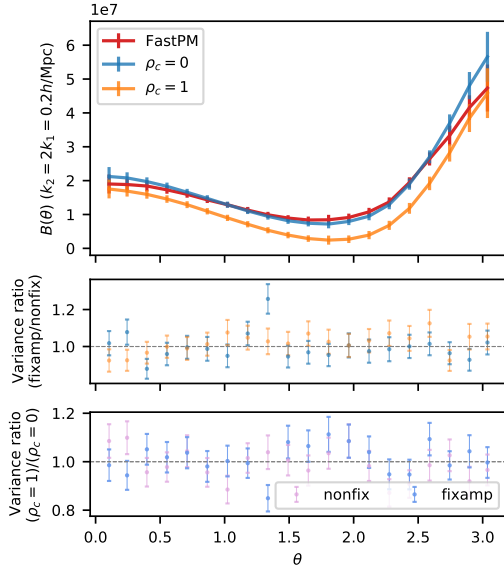 1e7
FastPM
ρc = 0
ρc = 1
B(θ) (k2 = 2k1 = 0.2h/Mpc)
6
5
4
3
2
1
0
Variance ratio
(fixamp/nonfix)
1.2
1.0
Variance ratio
(ρc = 1)/(ρc = 0)
1.2
1.0
0.8
nonfix fixamp
0.0 0.5 1.0 1.5 2.0 2.5 3.0
θ